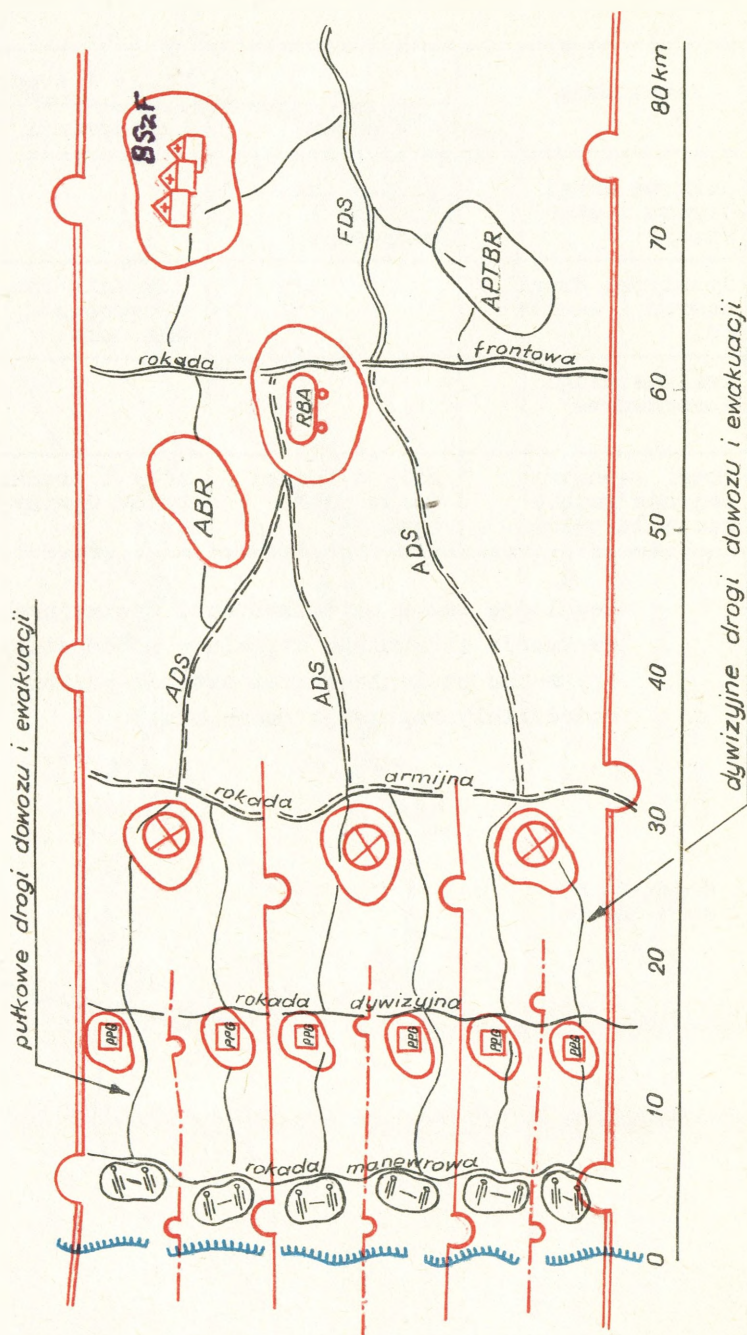 BSzF
FDS
APTBR
rokada
frontowa
RBA
ABR
ADS
ADS
ADS
rokada
armijna
rokada
dywizyjna
PPG
PPG
PPG
PPG
PPG
PPG
rokada
manewrowa
pułkowe drogi dowozu i ewakuacji
dywizyjne drogi dowozu i ewakuacji
0
10
20
30
40
50
60
70
80km